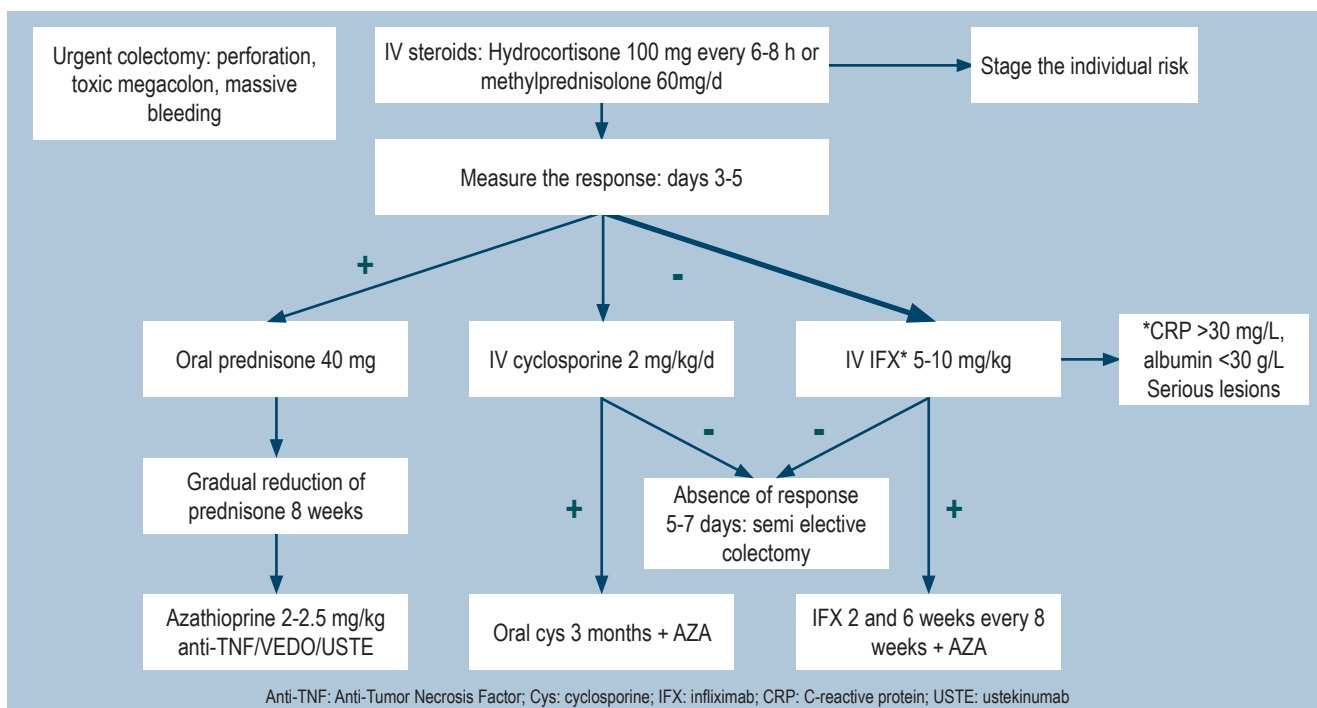 Urgent colectomy: perforation,
toxic megacolon, massive
bleeding
IV steroids: Hydrocortisone 100 mg every 6-8 h or
methylprednisolone 60mg/d
Stage the individual risk
Measure the response: days 3-5
+
-
Oral prednisone 40 mg
IV cyclosporine 2 mg/kg/d
IV IFX* 5-10 mg/kg
*CRP >30 mg/L,
albumin <30 g/L
Serious lesions
-
-
Gradual reduction of
prednisone 8 weeks
+
Absence of response
5-7 days: semi elective
colectomy
+
Azathioprine 2-2.5 mg/kg
anti-TNF/VEDO/USTE
Oral cys 3 months + AZA
IFX 2 and 6 weeks every 8
weeks + AZA
Anti-TNF: Anti-Tumor Necrosis Factor; Cys: cyclosporine; IFX: infliximab; CRP: C-reactive protein; USTE: ustekinumab